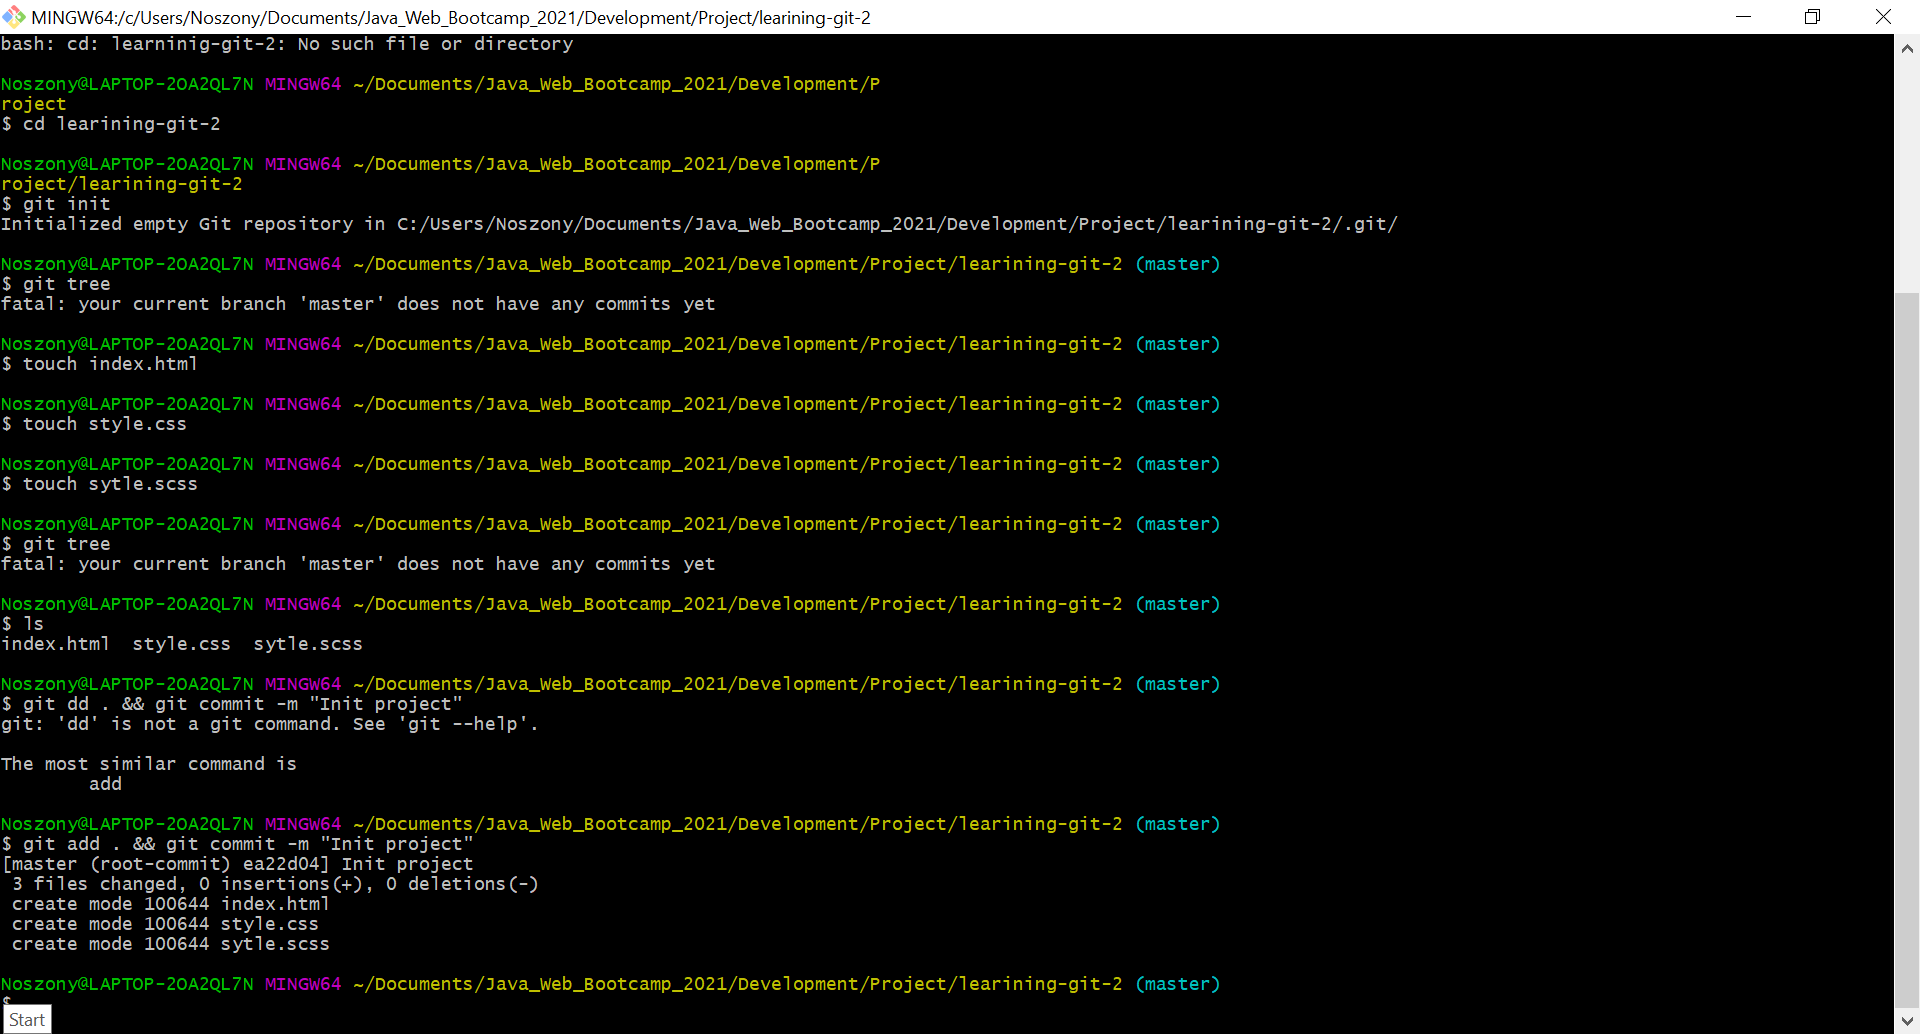 MINGW64:/c/Users/Noszony/Documents/Java_Web_Bootcamp_2021/Development/Project/learining-git-2
bash: cd: learninig-git-2: No such file or directory
Noszony@LAPTOP-2OA2QL7N MINGW64 ~/Documents/Java_Web_Bootcamp_2021/Development/P
roject
$ cd learining-git-2
Noszony@LAPTOP-2OA2QL7N MINGW64 ~/Documents/Java_Web_Bootcamp_2021/Development/P
roject/learining-git-2
$ git init
Initialized empty Git repository in C:/Users/Noszony/Documents/Java_Web_Bootcamp_2021/Development/Project/learining-git-2/.git/
Noszony@LAPTOP-2OA2QL7N MINGW64 ~/Documents/Java_Web_Bootcamp_2021/Development/Project/learining-git-2 (master)
$ git tree
fatal: your current branch 'master' does not have any commits yet
Noszony@LAPTOP-2OA2QL7N MINGW64 ~/Documents/Java_Web_Bootcamp_2021/Development/Project/learining-git-2 (master)
$ touch index.html
Noszony@LAPTOP-2OA2QL7N MINGW64 ~/Documents/Java_Web_Bootcamp_2021/Development/Project/learining-git-2 (master)
$ touch style.css
Noszony@LAPTOP-2OA2QL7N MINGW64 ~/Documents/Java_Web_Bootcamp_2021/Development/Project/learining-git-2 (master)
$ touch sytle.scss
Noszony@LAPTOP-2OA2QL7N MINGW64 ~/Documents/Java_Web_Bootcamp_2021/Development/Project/learining-git-2 (master)
$ git tree
fatal: your current branch 'master' does not have any commits yet
Noszony@LAPTOP-2OA2QL7N MINGW64 ~/Documents/Java_Web_Bootcamp_2021/Development/Project/learining-git-2 (master)
$ ls
index.html  style.css  sytle.scss
Noszony@LAPTOP-2OA2QL7N MINGW64 ~/Documents/Java_Web_Bootcamp_2021/Development/Project/learining-git-2 (master)
$ git dd . && git commit -m "Init project"
git: 'dd' is not a git command. See 'git --help'.
The most similar command is
add
Noszony@LAPTOP-2OA2QL7N MINGW64 ~/Documents/Java_Web_Bootcamp_2021/Development/Project/learining-git-2 (master)
$ git add . && git commit -m "Init project"
[master (root-commit) ea22d04] Init project
3 files changed, 0 insertions(+), 0 deletions(-)
create mode 100644 index.html
create mode 100644 style.css
create mode 100644 sytle.scss
Noszony@LAPTOP-2OA2QL7N MINGW64 ~/Documents/Java_Web_Bootcamp_2021/Development/Project/learining-git-2 (master)
$
Start